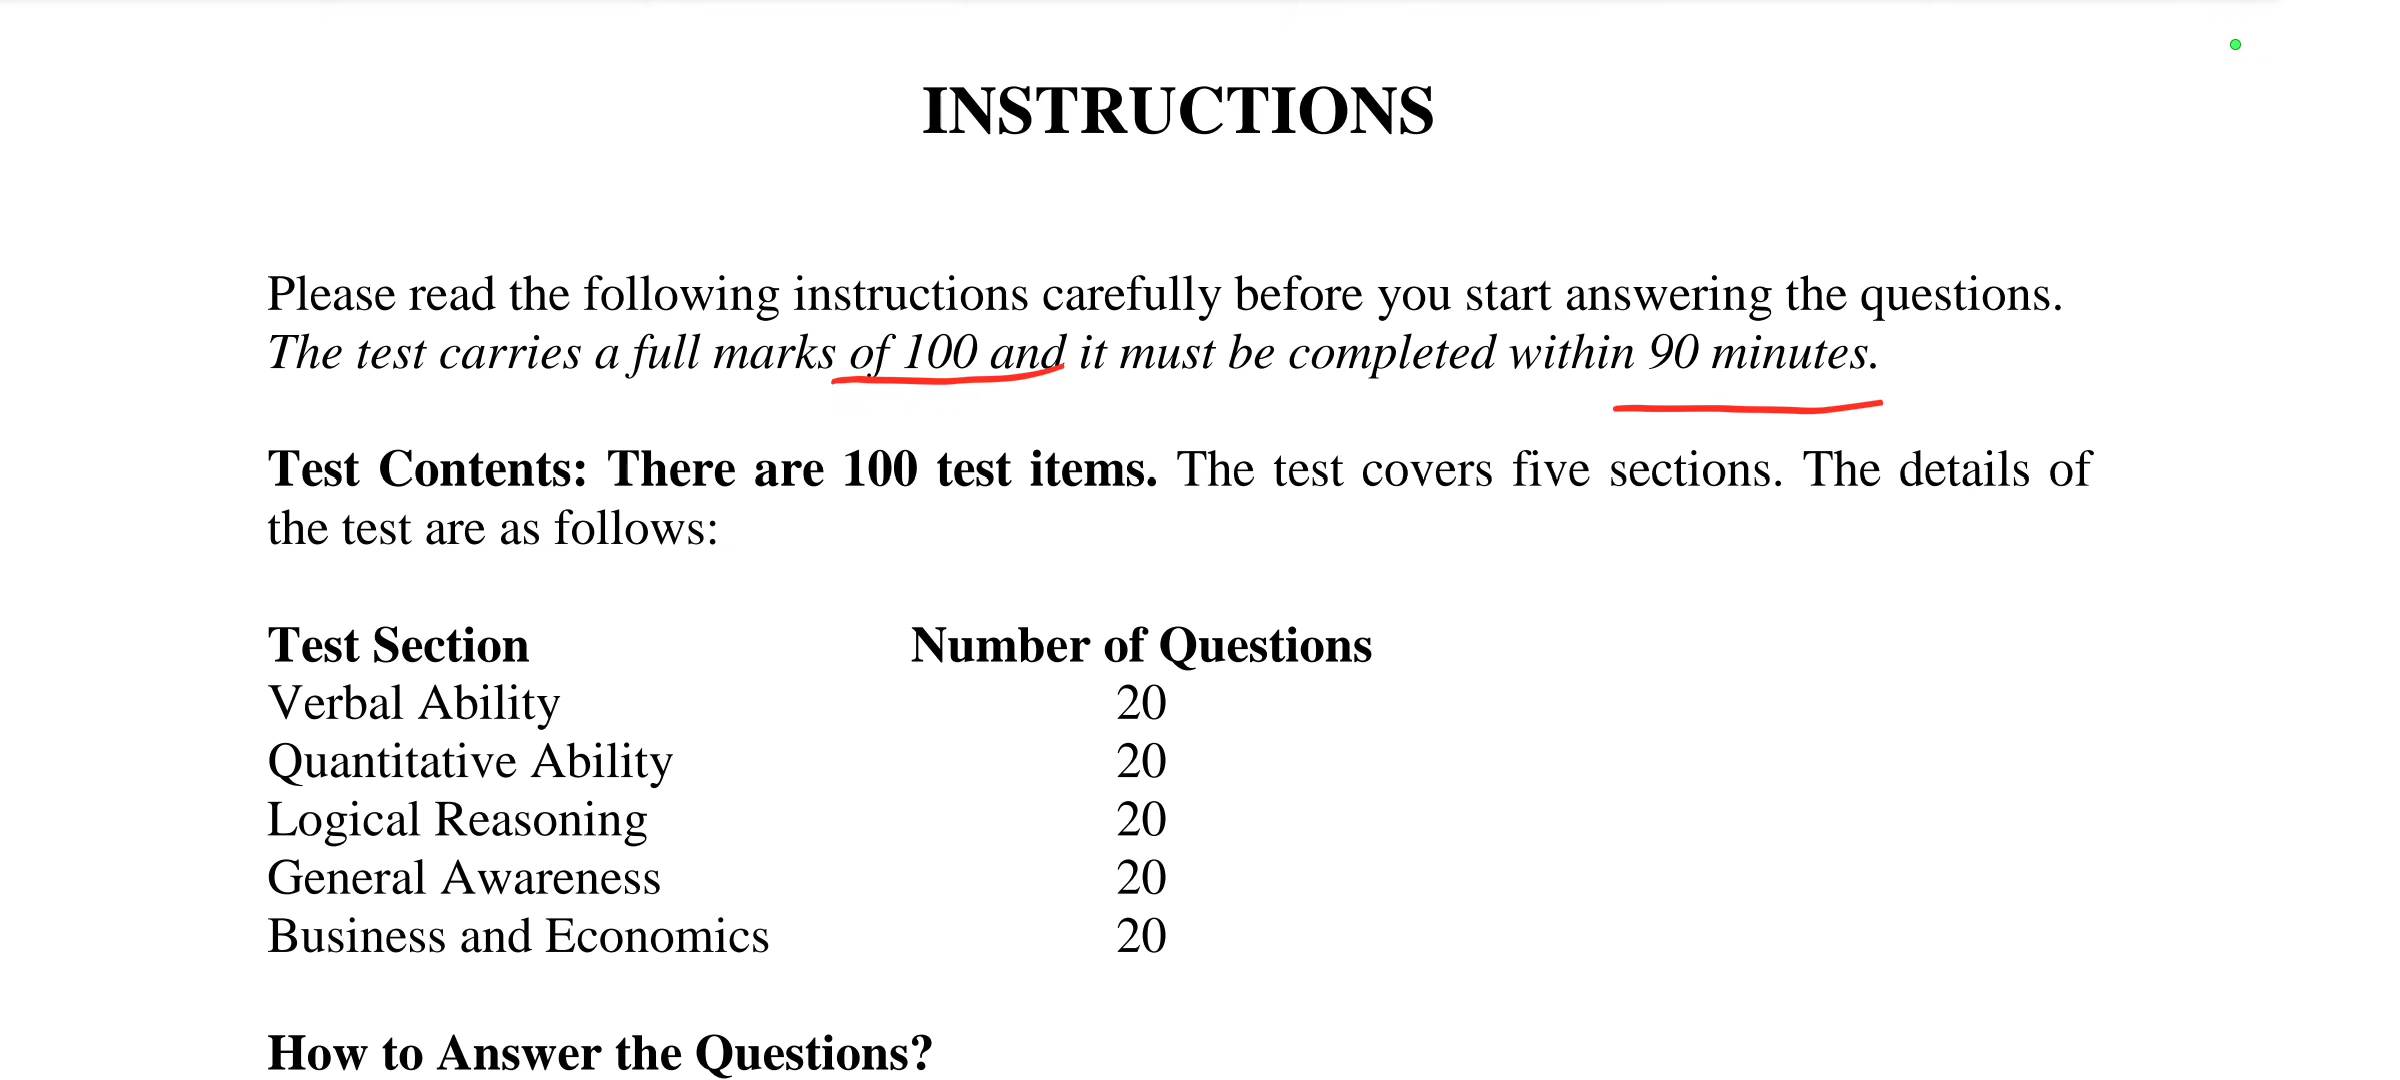 INSTRUCTIONS
Please read the following instructions carefully before you start answering the questions.
The test carries a full marks of 100 and it must be completed within 90 minutes.
Test Contents: There are 100 test items. The test covers five sections. The details of
the test are as follows:
Test Section Number of Questions
Verbal Ability 20
Quantitative Ability 20
Logical Reasoning 20
General Awareness 20
Business and Economics 20
How to Answer the Questions?